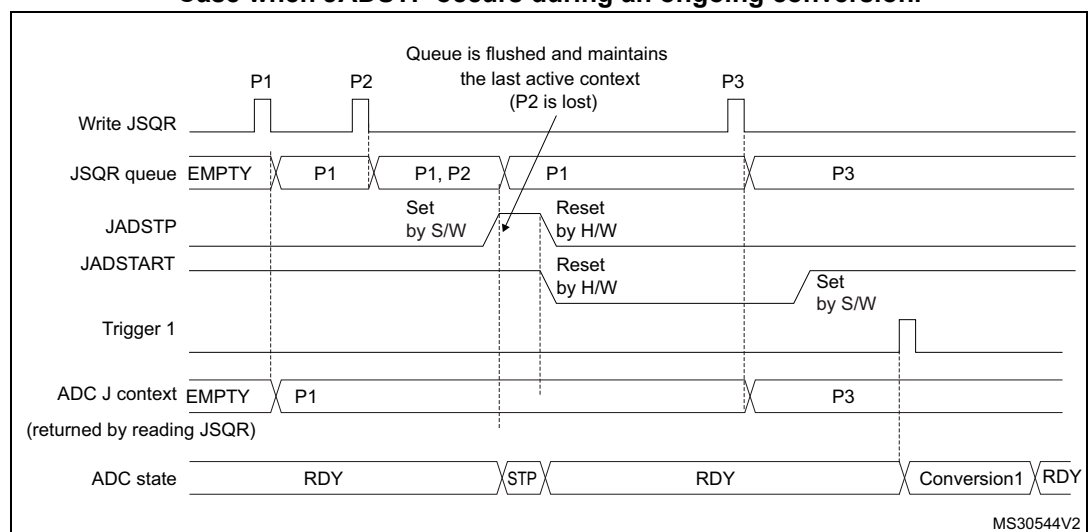 Case when JADSTP occurs during an ongoing conversion.
Queue is flushed and maintains
the last active context
(P2 is lost)
P1
P2
P3
Write JSQR
JSQR queue
EMPTY
P1
P1, P2
P1
P3
Set
by S/W
Reset
by H/W
JADSTP
JADSTART
Reset
by H/W
Set
by S/W
Trigger 1
ADC J context
EMPTY
P1
P3
(returned by reading JSQR)
ADC state
RDY
STP
RDY
Conversion1
RDY
MS30544V2